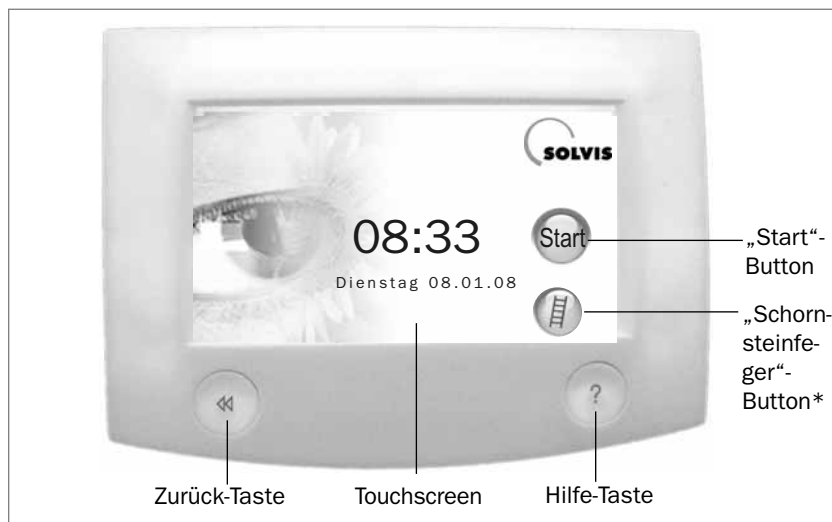 SOLVIS
08:33
Dienstag 08.01.08
Start
?
„Start“-
Button
„Schorn-
steinfe-
ger“-
Button*
Zurück-Taste
Touchscreen
Hilfe-Taste